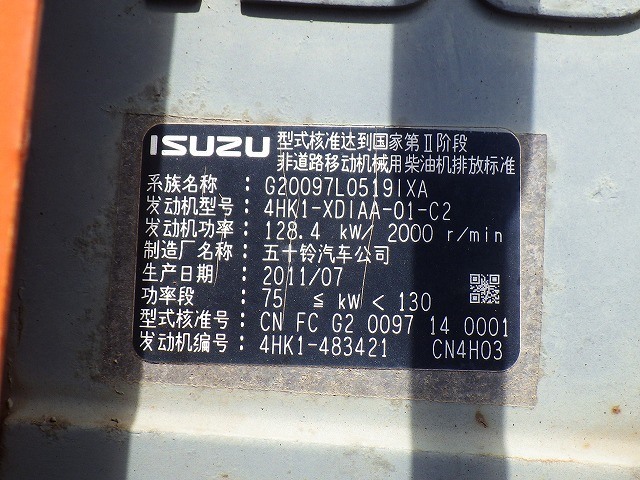 ISUZU 型式核准达到国家第Ⅱ阶段
非道路移动机械用柴油机排放标准
系族名称 : G20097L0519IXA
发动机型号: 4HK1-XDIAA-01-C2
发动机功率: 128.4 kW/ 2000 r/min
制造厂名称: 五十铃汽车公司
生产日期 : 2011/07
功率段 : 75 ≦ kW < 130
型式核准号: CN FC G2 0097 14 0001
发动机编号: 4HK1-483421 CN4H03